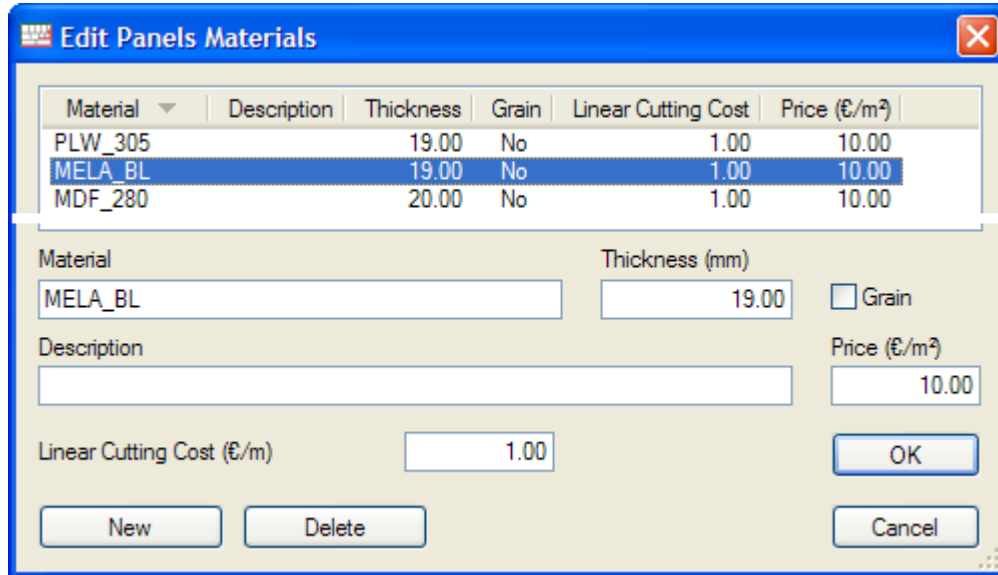 Edit Panels Materials
Material Description Thickness Grain Linear Cutting Cost Price (€/m²)
PLW_305 19.00 No 1.00 10.00
MELA_BL 19.00 No 1.00 10.00
MDF_280 20.00 No 1.00 10.00
Material Thickness (mm)
MELA_BL 19.00 Grain
Description Price (€/m²)
10.00
Linear Cutting Cost (€/m) 1.00 OK
New Delete Cancel